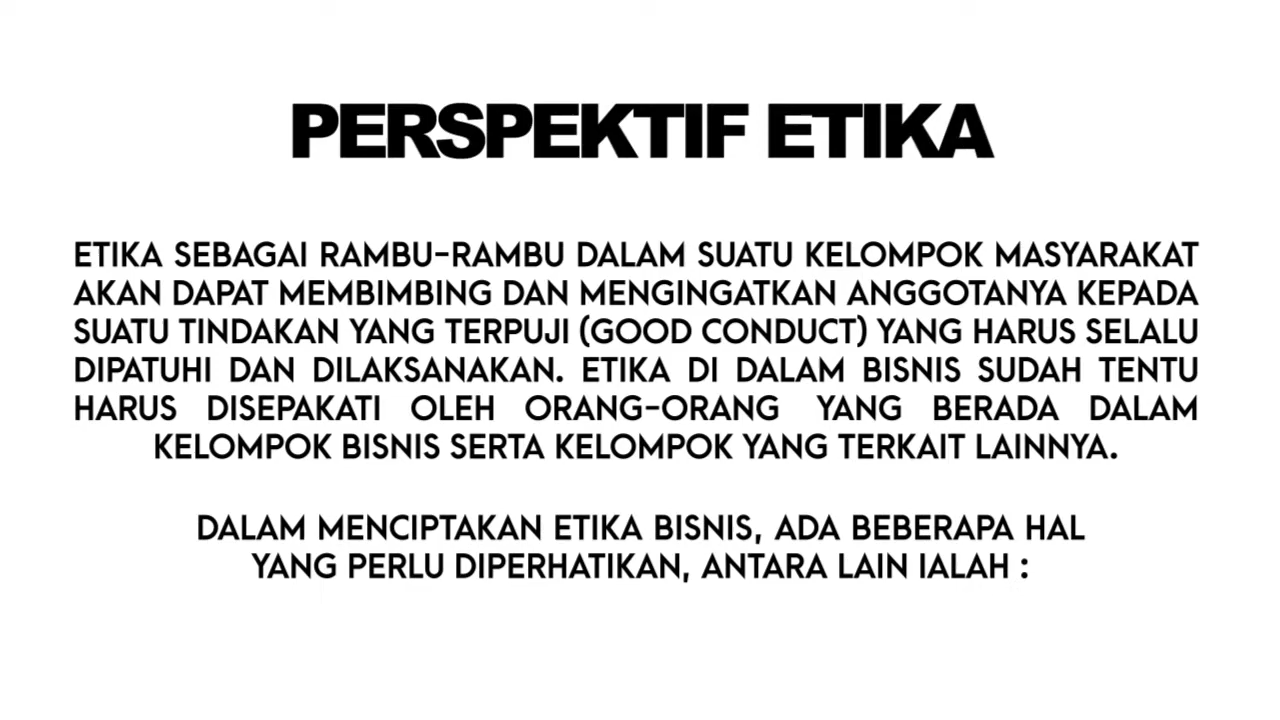 PERSPEKTIF ETIKA
ETIKA SEBAGAI RAMBU-RAMBU DALAM SUATU KELOMPOK MASYARAKAT
AKAN DAPAT MEMBIMBING DAN MENGINGATKAN ANGGOTANYA KEPADA
SUATU TINDAKAN YANG TERPUJI (GOOD CONDUCT) YANG HARUS SELALU
DIPATUHI DAN DILAKSANAKAN. ETIKA DI DALAM BISNIS SUDAH TENTU
HARUS DISEPAKATI OLEH ORANG-ORANG YANG BERADA DALAM
KELOMPOK BISNIS SERTA KELOMPOK YANG TERKAIT LAINNYA.
DALAM MENCIPTAKAN ETIKA BISNIS, ADA BEBERAPA HAL
YANG PERLU DIPERHATIKAN, ANTARA LAIN IALAH :